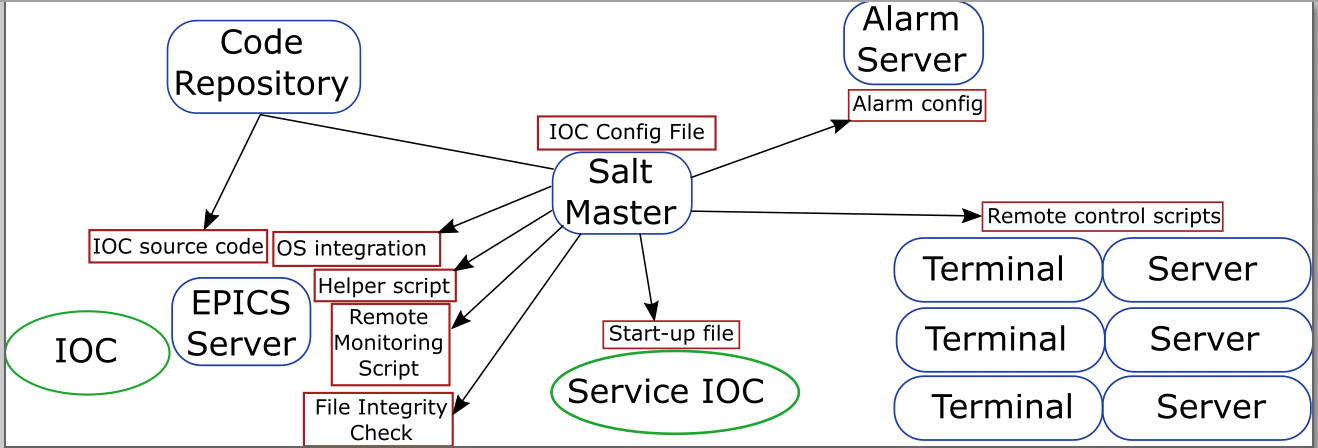 Code
Repository
Alarm
Server
Alarm config
IOC Config File
Salt
Master
Remote control scripts
IOC source code
OS integration
Helper script
EPICS
Server
Remote
Monitoring
Script
IOC
File Integrity
Check
Start-up file
Service IOC
Terminal Server
Terminal Server
Terminal Server